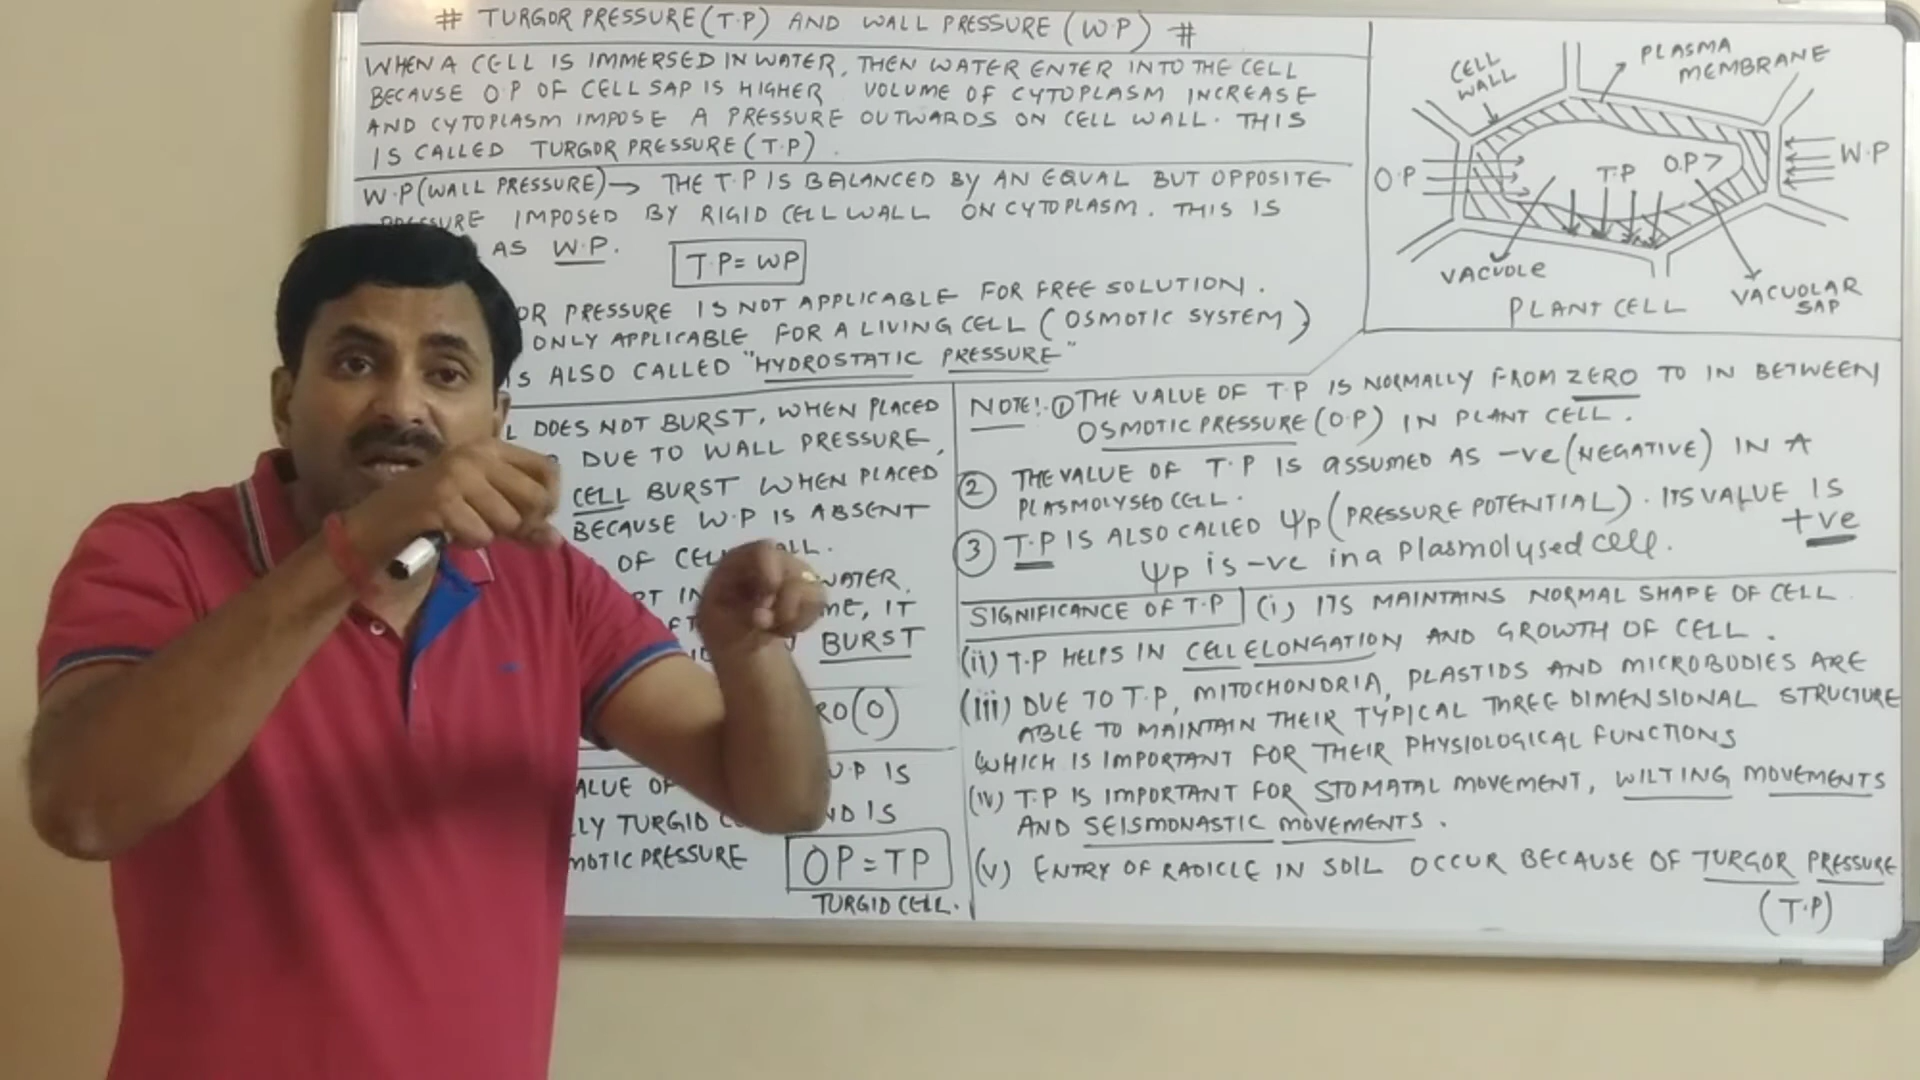 # TURGOR PRESSURE (T.P) AND WALL PRESSURE (W.P) #
WHEN A CELL IS IMMERSED IN WATER, THEN WATER ENTER INTO THE CELL
BECAUSE O.P OF CELL SAP IS HIGHER VOLUME OF CYTOPLASM INCREASE
AND CYTOPLASM IMPOSE A PRESSURE OUTWARDS ON CELL WALL. THIS
IS CALLED TURGOR PRESSURE (T.P).
W.P (WALL PRESSURE) → THE T.P IS BALANCED BY AN EQUAL BUT OPPOSITE
PRESSURE IMPOSED BY RIGID CELL WALL ON CYTOPLASM. THIS IS
AS W.P.
T.P = WP
PRESSURE IS NOT APPLICABLE FOR FREE SOLUTION.
ONLY APPLICABLE FOR A LIVING CELL (OSMOTIC SYSTEM)
IS ALSO CALLED "HYDROSTATIC PRESSURE"
CELL WALL
PLASMA MEMBRANE
O.P
T.P
O.P >
W.P
VACUOLE
VACUOLAR SAP
PLANT CELL
DOES NOT BURST, WHEN PLACED
DUE TO WALL PRESSURE,
CELL BURST WHEN PLACED
BECAUSE W.P IS ABSENT
OF CELL WALL.
WATER.
IT
BURST
(0)
IS
TURGID
IS
PRESSURE
OP = TP
TURGID CELL.
NOTE!. ① THE VALUE OF T.P IS NORMALLY FROM ZERO TO IN BETWEEN
OSMOTIC PRESSURE (O.P) IN PLANT CELL.
② THE VALUE OF T.P IS assumed AS -ve (NEGATIVE) IN A
PLASMOLYSED CELL.
③ T.P IS ALSO CALLED Ψp (PRESSURE POTENTIAL). ITS VALUE IS
+ve
Ψp is -ve in a Plasmolysed cell.
SIGNIFICANCE OF T.P (i) ITS MAINTAINS NORMAL SHAPE OF CELL.
(ii) T.P HELPS IN CELL ELONGATION AND GROWTH OF CELL.
(iii) DUE TO T.P, MITOCHONDRIA, PLASTIDS AND MICROBODIES ARE
ABLE TO MAINTAIN THEIR TYPICAL THREE DIMENSIONAL STRUCTURE
WHICH IS IMPORTANT FOR THEIR PHYSIOLOGICAL FUNCTIONS
(iv) T.P IS IMPORTANT FOR STOMATAL MOVEMENT, WILTING MOVEMENTS
AND SEISMONASTIC MOVEMENTS.
(v) ENTRY OF RADICLE IN SOIL OCCUR BECAUSE OF TURGOR PRESSURE
(T.P)